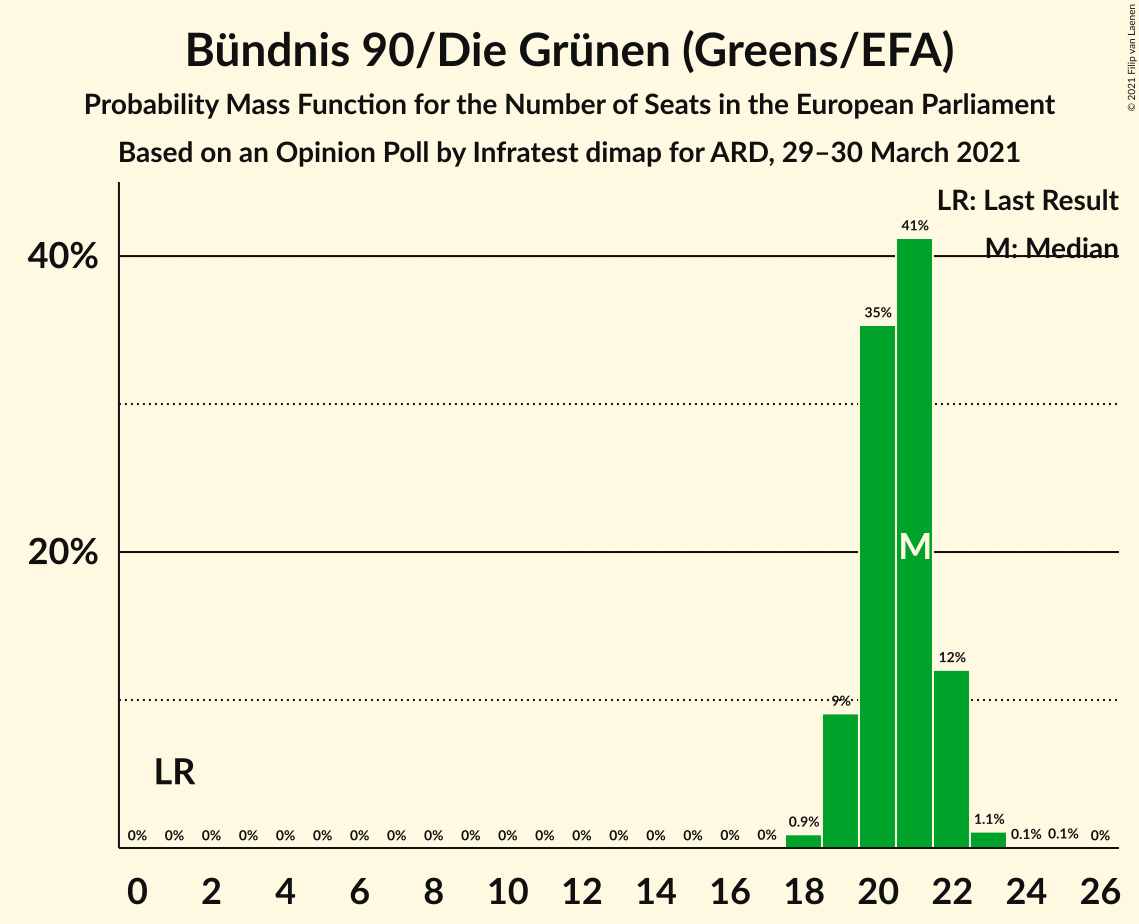 Bündnis 90/Die Grünen (Greens/EFA)
Probability Mass Function for the Number of Seats in the European Parliament
Based on an Opinion Poll by Infratest dimap for ARD, 29–30 March 2021
© 2021 Filip van Laenen
LR: Last Result
M: Median
41%
40%
35%
20%
M
12%
9%
LR
0% 0% 0% 0% 0% 0% 0% 0% 0% 0% 0% 0% 0% 0% 0% 0% 0% 0% 0.9% 1.1% 0.1% 0.1% 0%
0 2 4 6 8 10 12 14 16 18 20 22 24 26